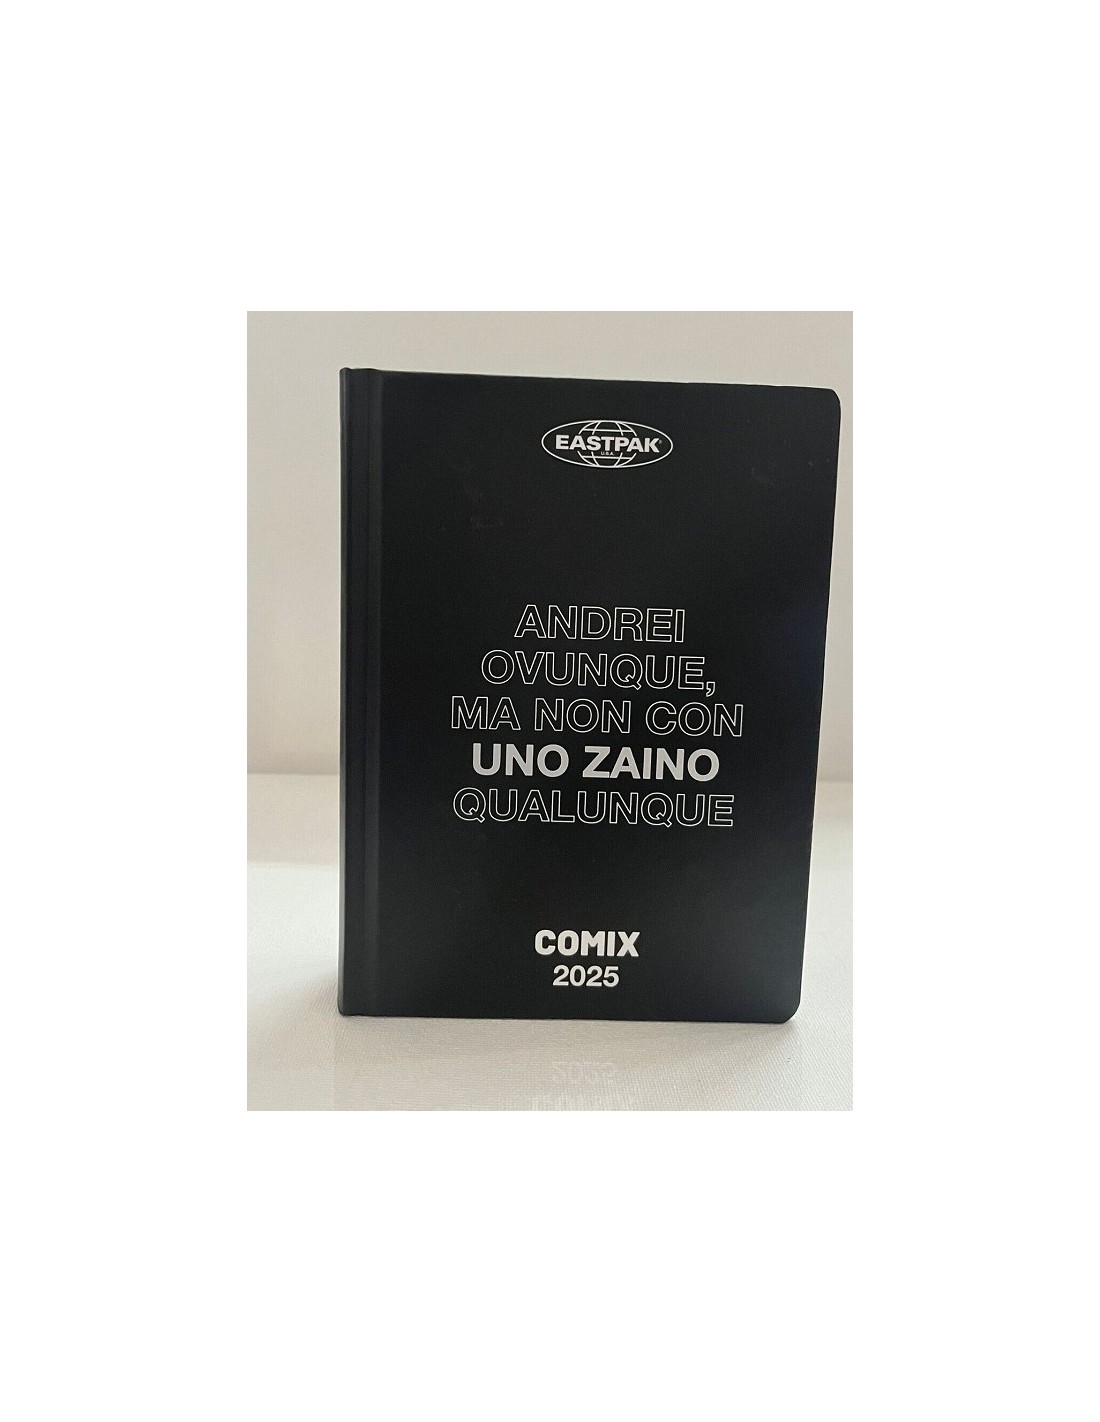 EASTPAK®
U.S.A.
ANDREI
OVUNQUE,
MA NON CON
UNO ZAINO
QUALUNQUE
COMIX
2025